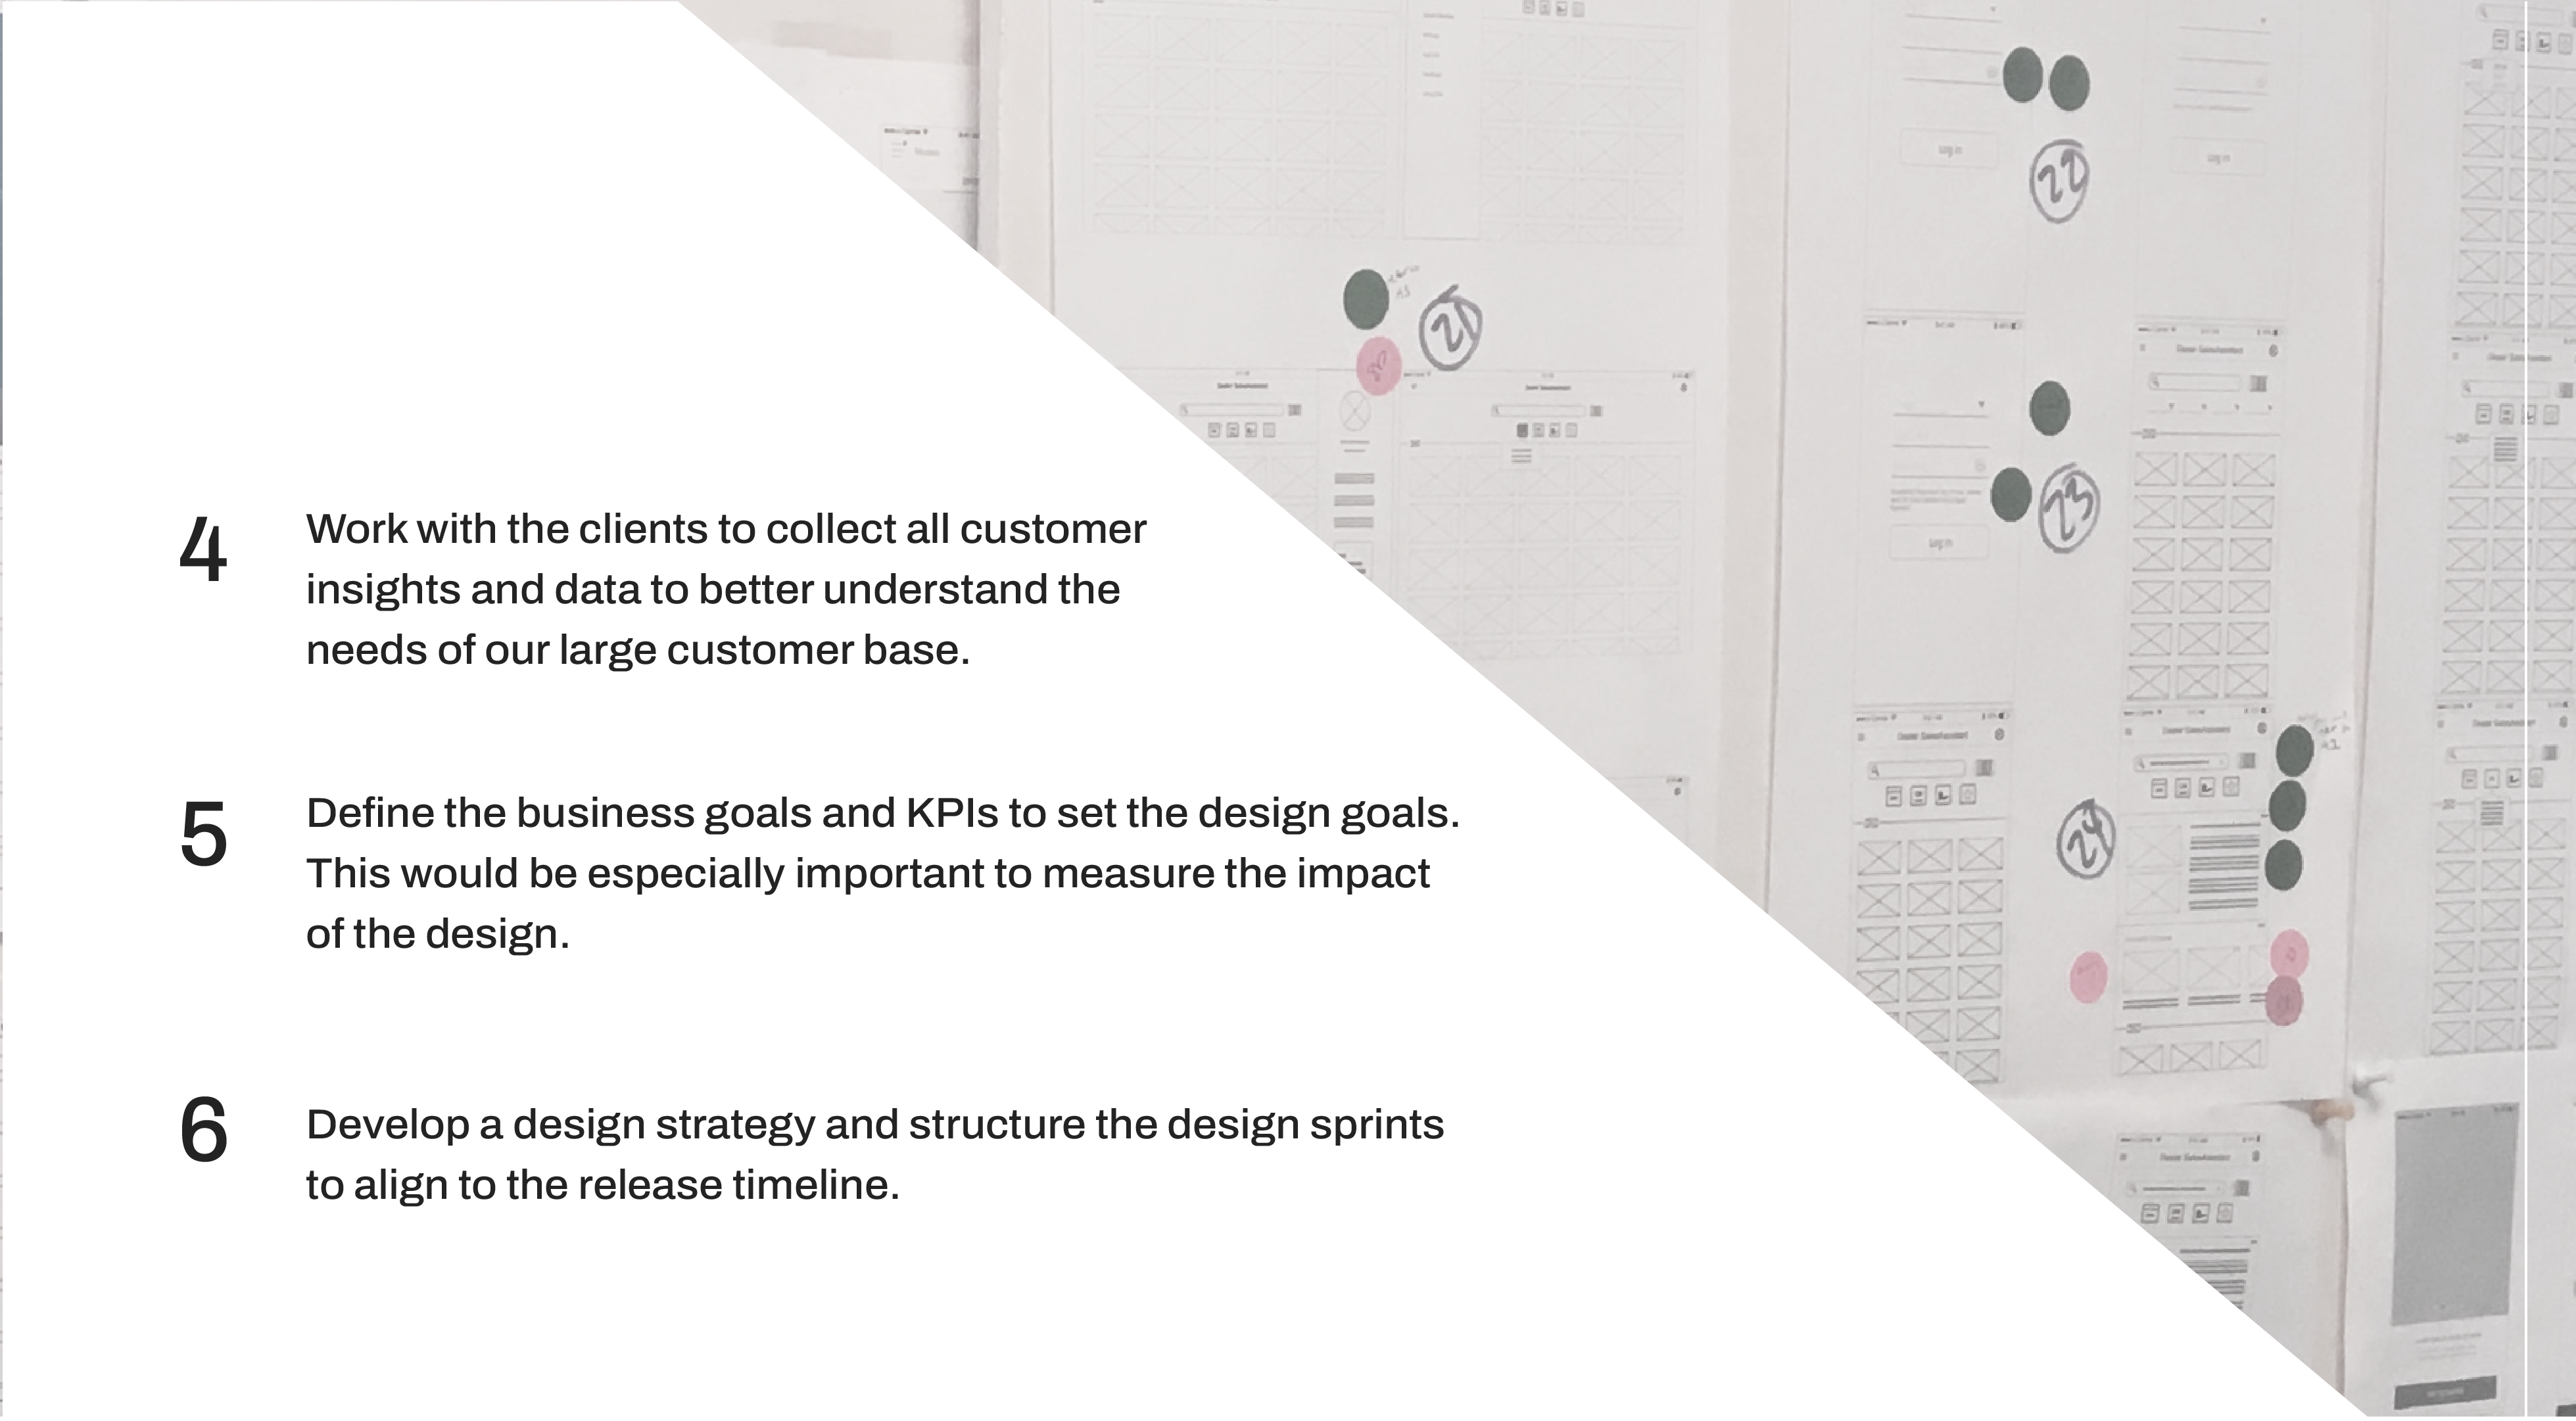 4
Work with the clients to collect all customer
insights and data to better understand the
needs of our large customer base.
5
Define the business goals and KPIs to set the design goals.
This would be especially important to measure the impact
of the design.
6
Develop a design strategy and structure the design sprints
to align to the release timeline.
21
22
Log in
Log in
23
Log in
24